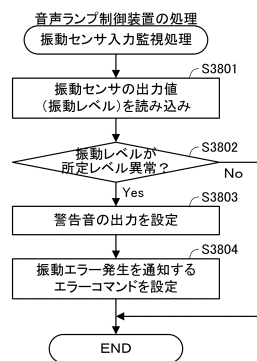 音声ランプ制御装置の処理
振動センサ入力監視処理
S3801
振動センサの出力値
(振動レベル)を読み込み
S3802
振動レベルが
所定レベル異常?
No
Yes
S3803
警告音の出力を設定
S3804
振動エラー発生を通知する
エラーコマンドを設定
END